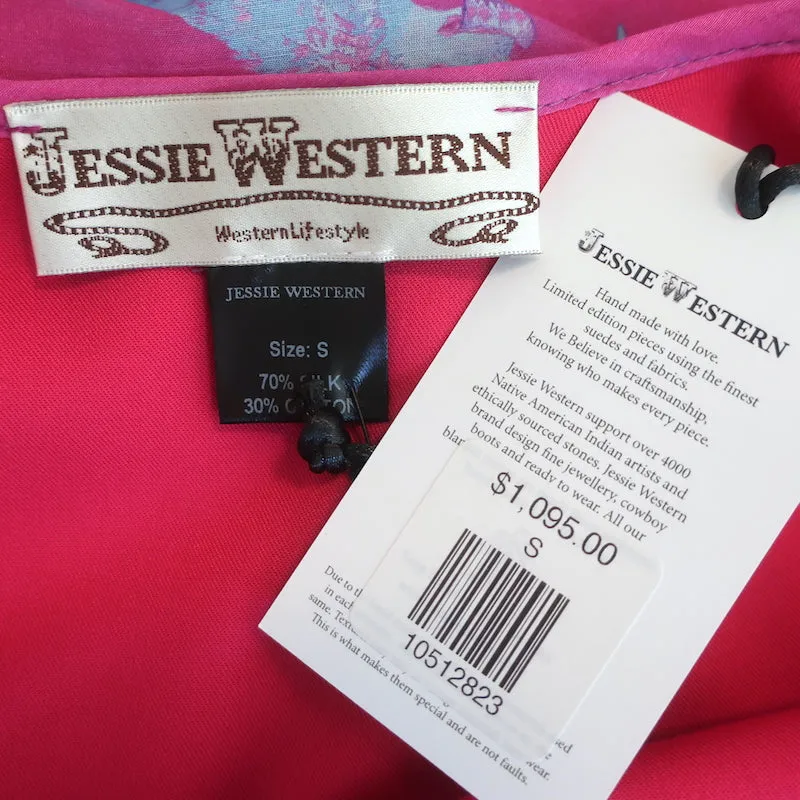 JESSIE WESTERN
WesternLifestyle
JESSIE WESTERN
Size: S
70% SILK
30% COTTON
JESSIE WESTERN
Hand made with love.
Limited edition pieces using the finest
suedes and fabrics.
We Believe in craftsmanship,
knowing who makes every piece.
Jessie Western support over 4000
Native American Indian artists and
ethically sourced stones. Jessie Western
brand design fine jewellery, cowboy
boots and ready to wear. All our
$1,095.00
S
10512823
Due to
in
same.
This is what makes them special and are not faults.